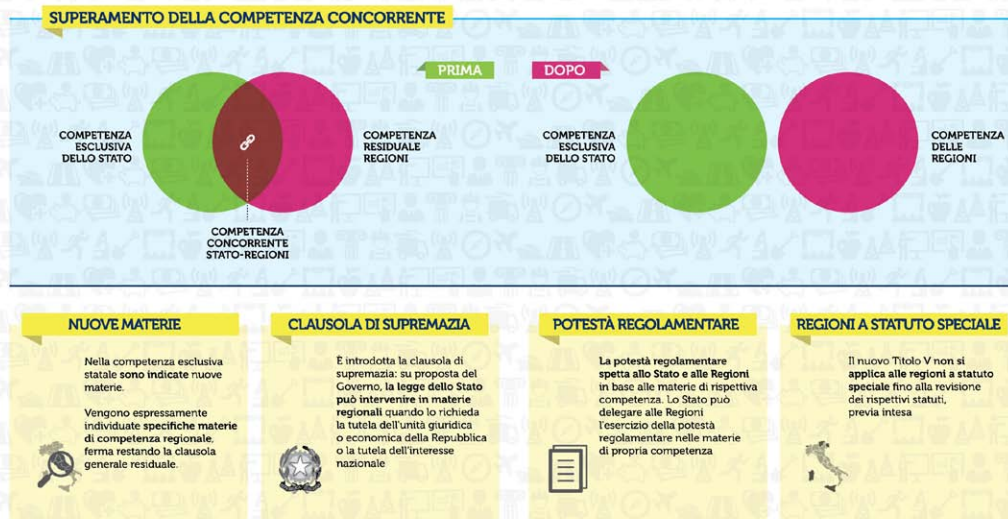 SUPERAMENTO DELLA COMPETENZA CONCORRENTE
PRIMA
DOPO
COMPETENZA
ESCLUSIVA
DELLO STATO
COMPETENZA
RESIDUALE
REGIONI
COMPETENZA
CONCORRENTE
STATO-REGIONI
COMPETENZA
ESCLUSIVA
DELLO STATO
COMPETENZA
DELLE
REGIONI
NUOVE MATERIE
Nella competenza esclusiva
statale sono indicate nuove
materie.
Vengono espressamente
individuate specifiche materie
di competenza regionale,
ferma restando la clausola
generale residuale.
CLAUSOLA DI SUPREMAZIA
È introdotta la clausola di
supremazia: su proposta del
Governo, la legge dello Stato
può intervenire in materie
regionali quando lo richieda
la tutela dell'unità giuridica
o economica della Repubblica
o la tutela dell'interesse
nazionale
POTESTÀ REGOLAMENTARE
La potestà regolamentare
spetta allo Stato e alle Regioni
in base alle materie di rispettiva
competenza. Lo Stato può
delegare alle Regioni
l'esercizio della potestà
regolamentare nelle materie
di propria competenza
REGIONI A STATUTO SPECIALE
Il nuovo Titolo V non si
applica alle regioni a statuto
speciale fino alla revisione
dei rispettivi statuti,
previa intesa